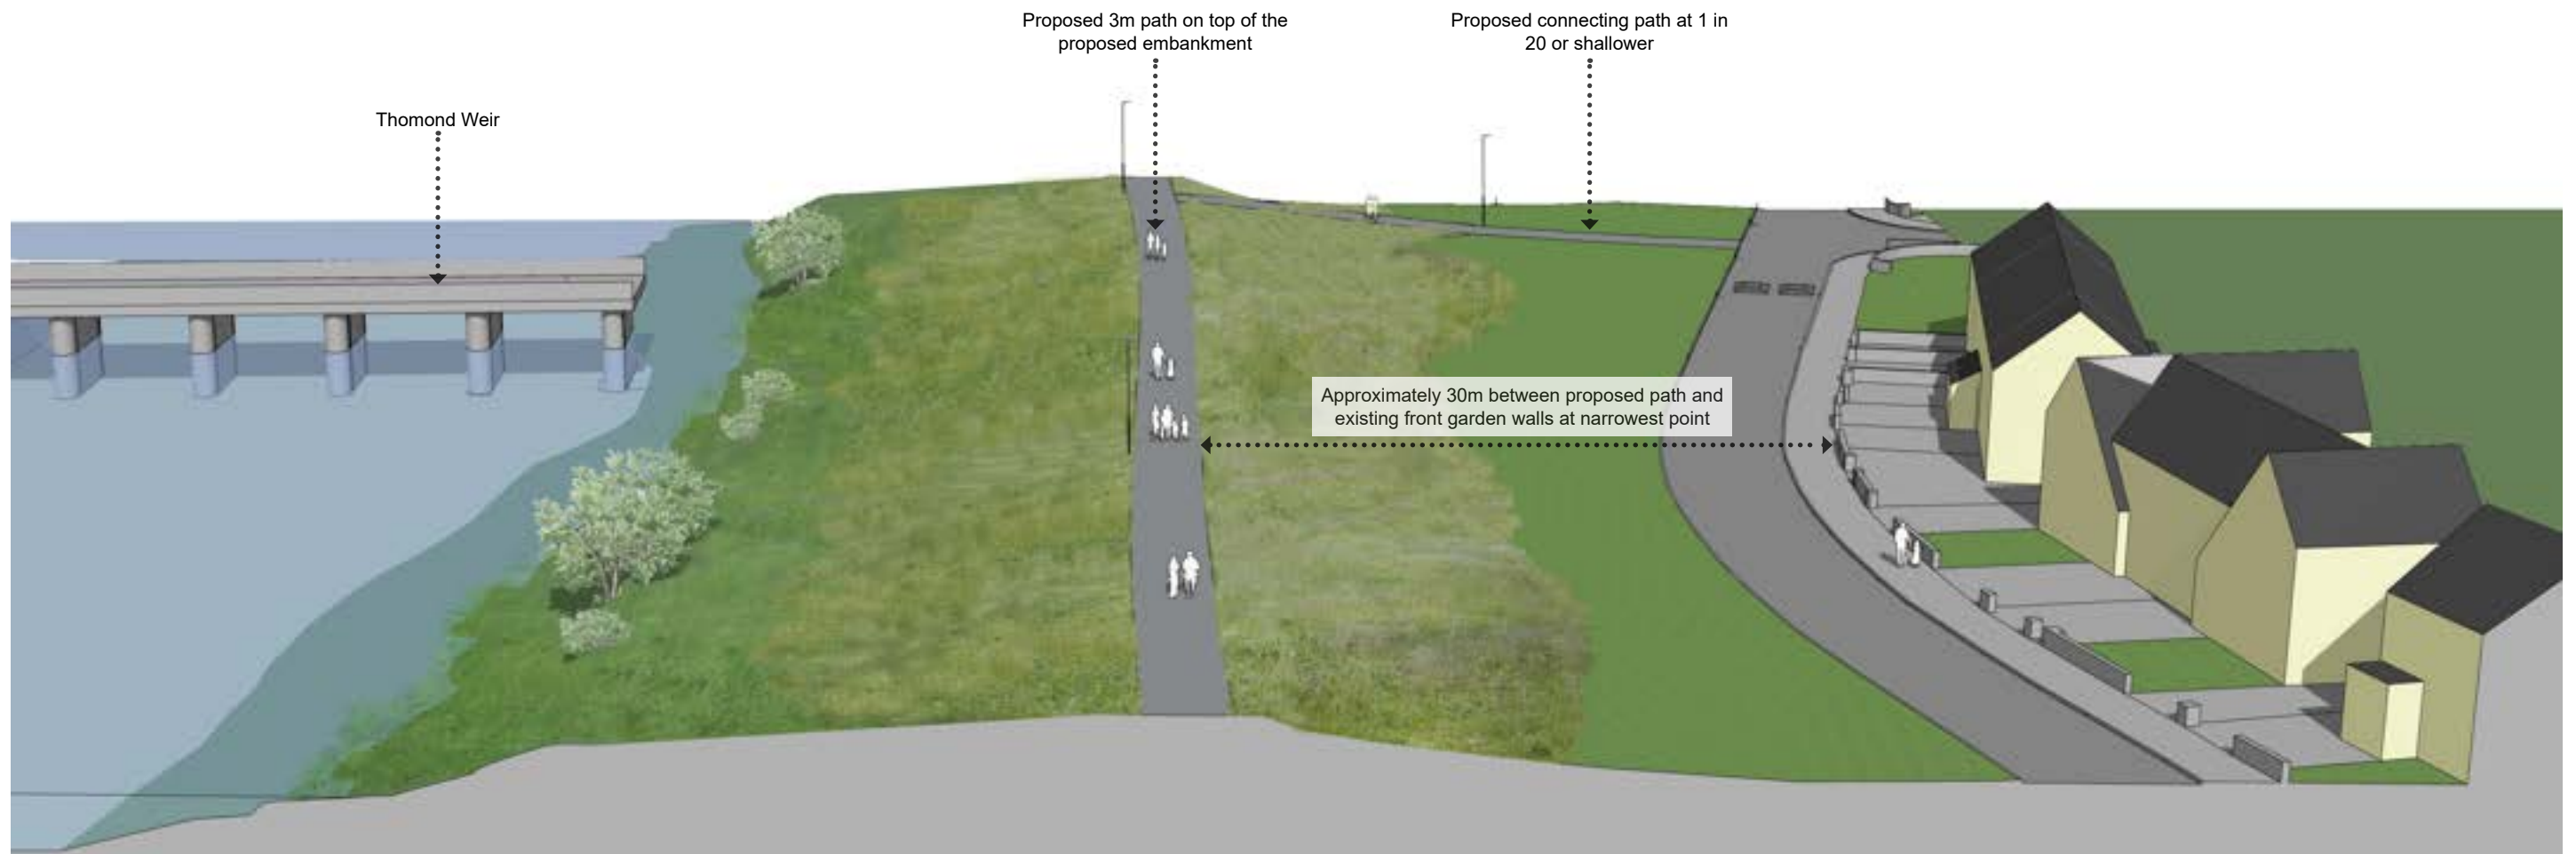 Proposed 3m path on top of the
proposed embankment
Proposed connecting path at 1 in
20 or shallower
Thomond Weir
Approximately 30m between proposed path and
existing front garden walls at narrowest point